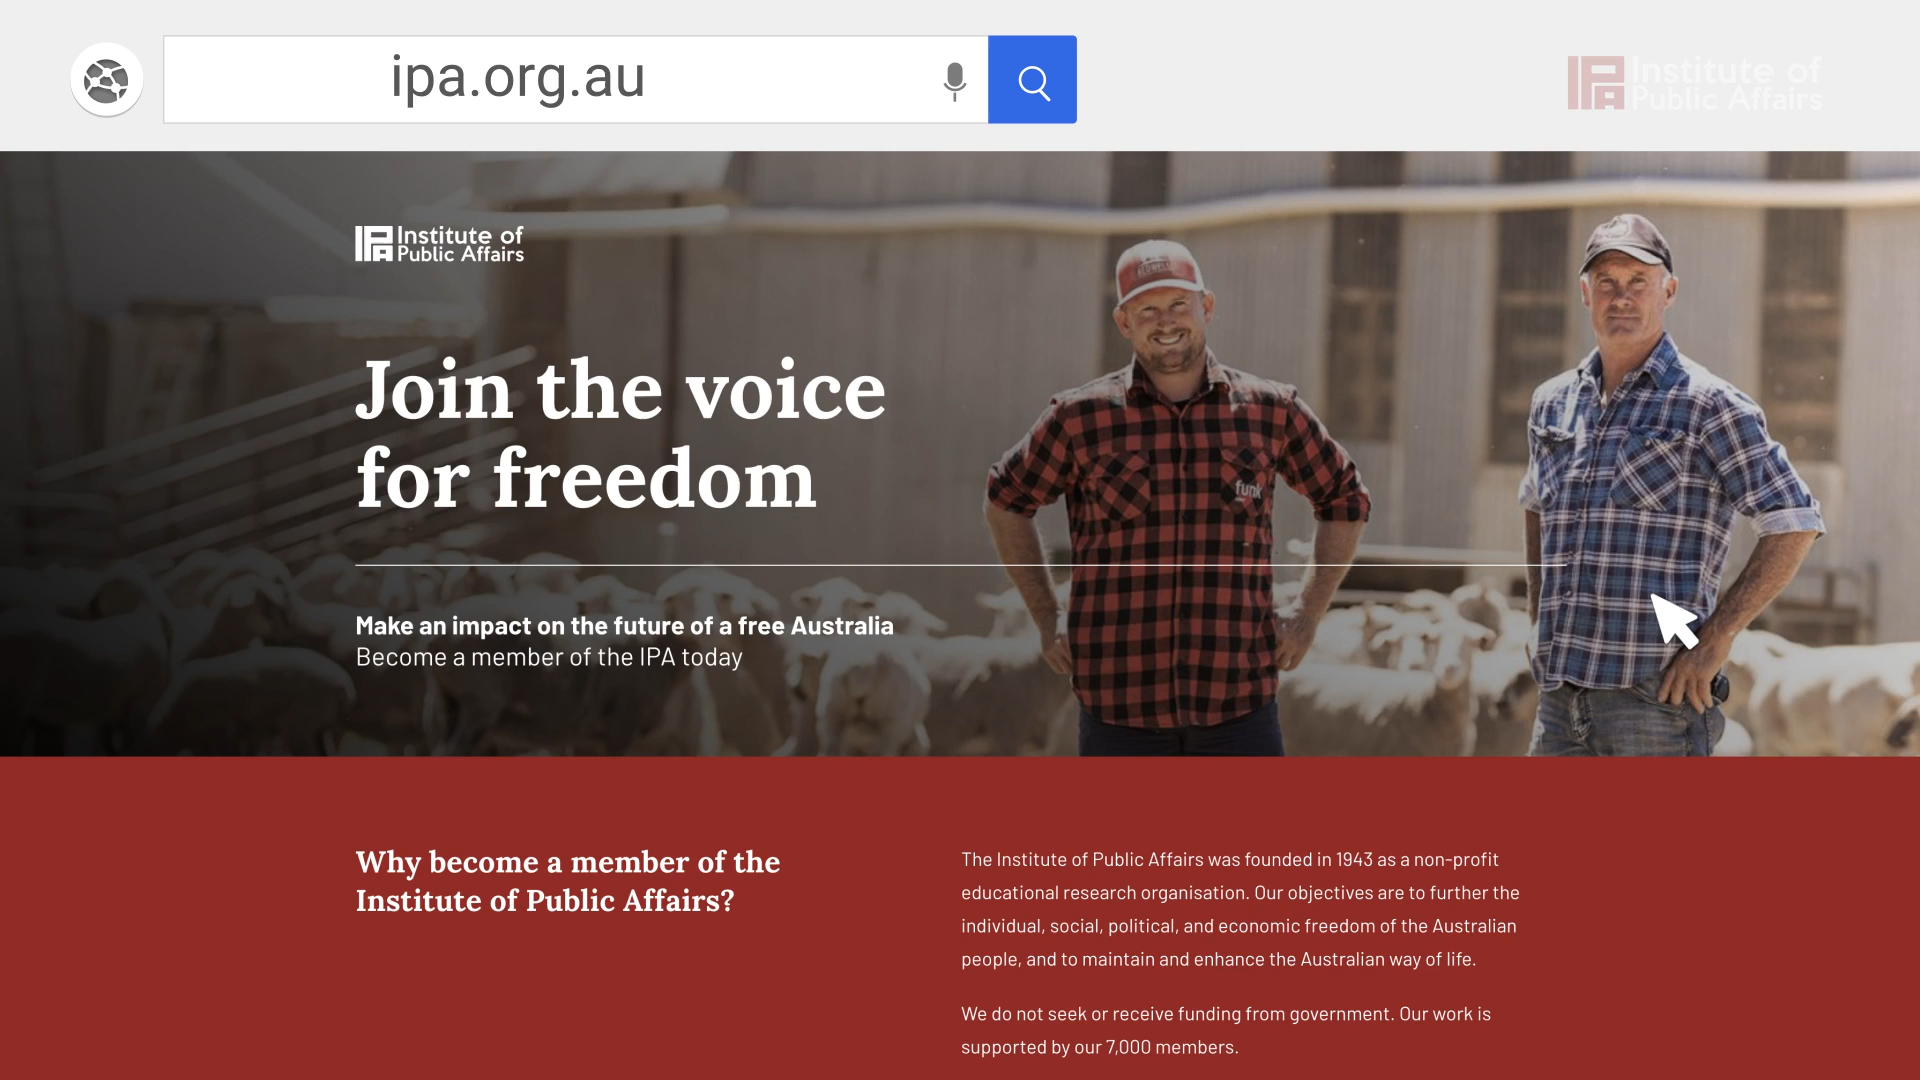 ipa.org.au
IPA Institute of
Public Affairs
IPA Institute of
Public Affairs
Join the voice
for freedom
funk
Make an impact on the future of a free Australia
Become a member of the IPA today
Why become a member of the
Institute of Public Affairs?
The Institute of Public Affairs was founded in 1943 as a non-profit
educational research organisation. Our objectives are to further the
individual, social, political, and economic freedom of the Australian
people, and to maintain and enhance the Australian way of life.
We do not seek or receive funding from government. Our work is
supported by our 7,000 members.